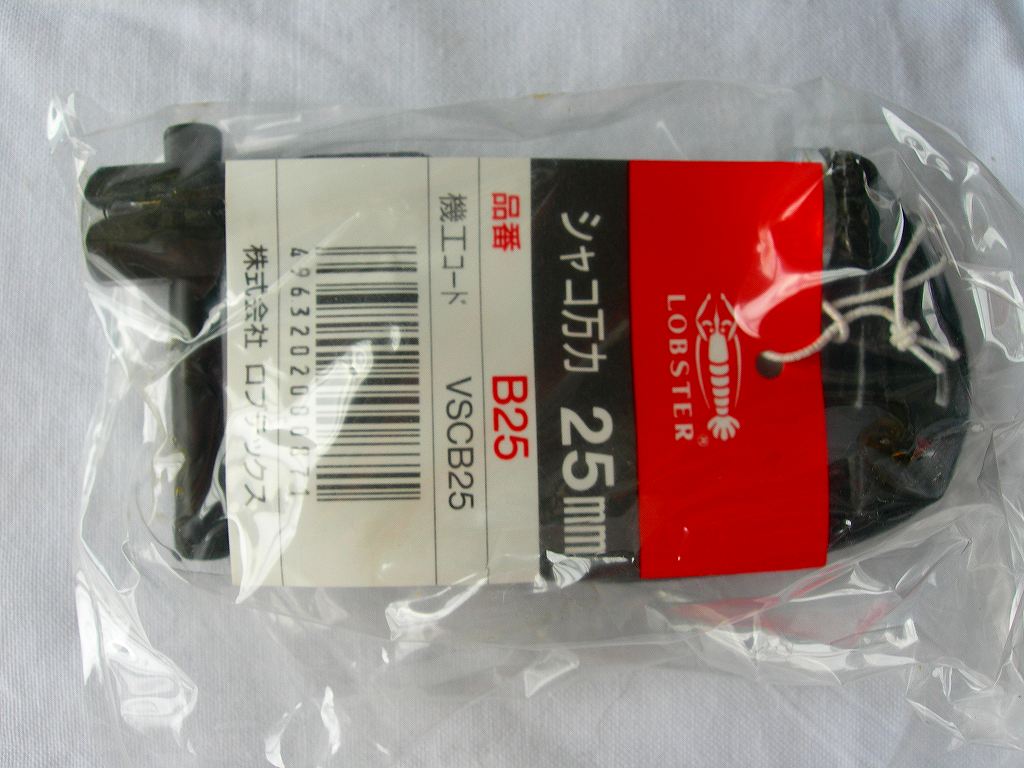 LOBSTER®
シャコ万力 25mm
品番 B25
機工コード VSCB25
4963202000871
株式会社 ロブテックス